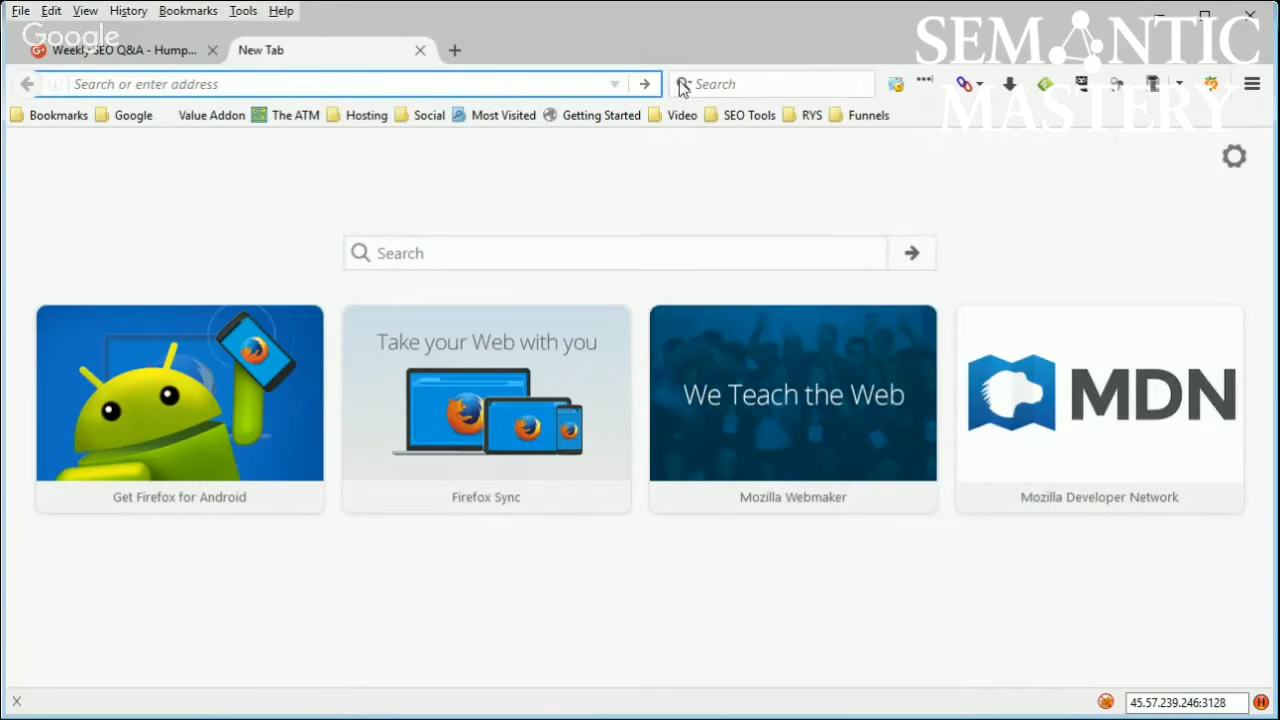 File Edit View History Bookmarks Tools Help
Google
SEMANTIC
MASTERY
Weekly SEO Q&A - Hump...
New Tab
Search or enter address
Search
Bookmarks Google Value Addon The ATM Hosting Social Most Visited Getting Started Video SEO Tools RYS Funnels
Search
Take your Web with you
We Teach the Web
MDN
Get Firefox for Android
Firefox Sync
Mozilla Webmaker
Mozilla Developer Network
X
45.57.239.246:3128
H